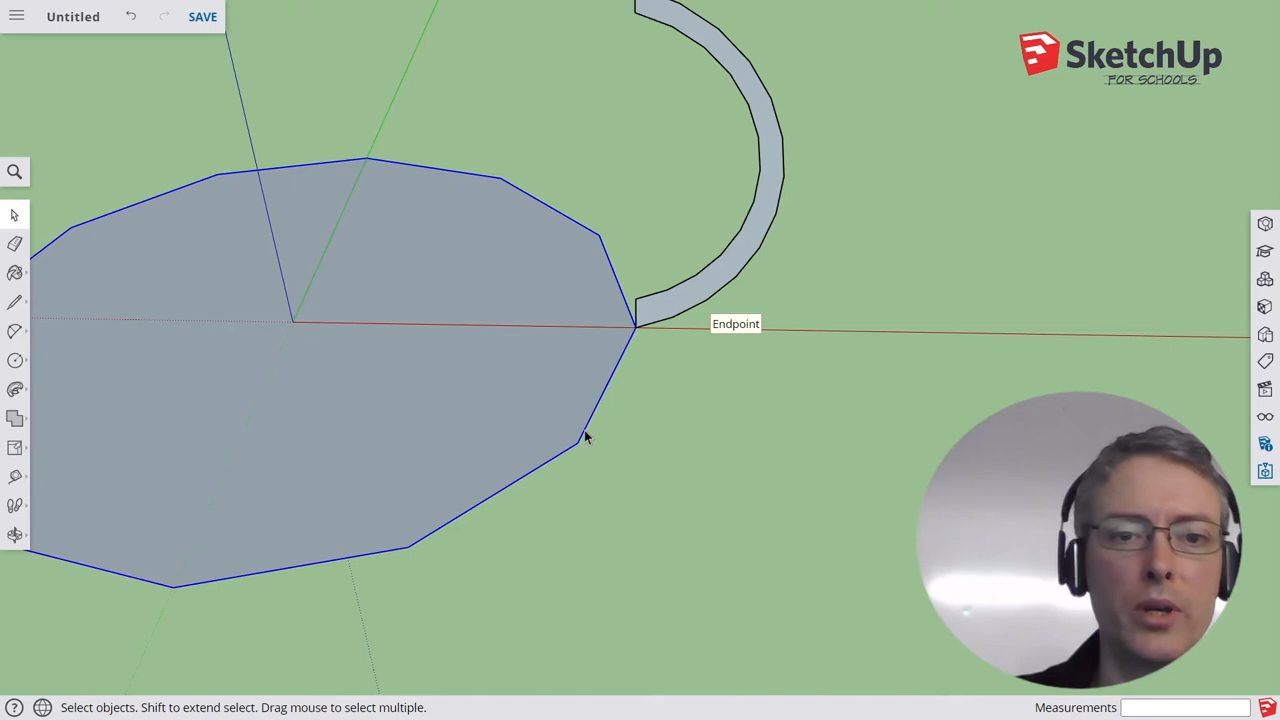 Untitled
SAVE
SketchUp
FOR SCHOOLS
Endpoint
Select objects. Shift to extend select. Drag mouse to select multiple.
Measurements